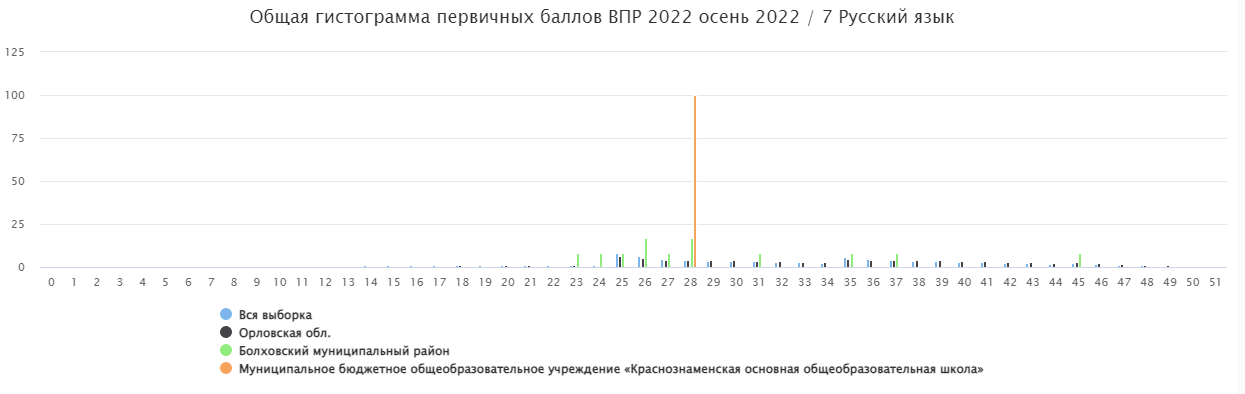 Общая гистограмма первичных баллов ВПР 2022 осень 2022 / 7 Русский язык
125
100
75
50
25
0
0 1 2 3 4 5 6 7 8 9 10 11 12 13 14 15 16 17 18 19 20 21 22 23 24 25 26 27 28 29 30 31 32 33 34 35 36 37 38 39 40 41 42 43 44 45 46 47 48 49 50 51
Вся выборка
Орловская обл.
Болховский муниципальный район
Муниципальное бюджетное общеобразовательное учреждение «Краснознаменская основная общеобразовательная школа»